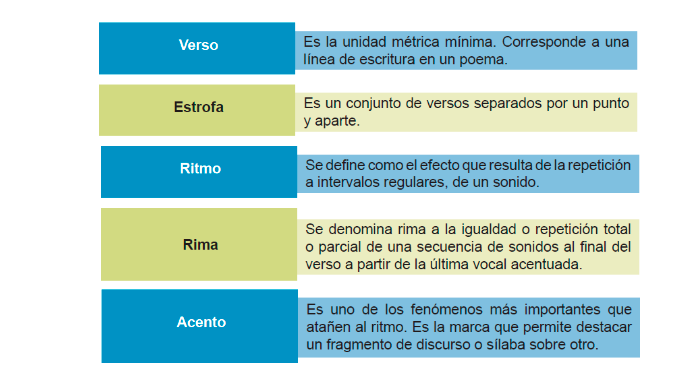 Verso
Es la unidad métrica mínima. Corresponde a una
línea de escritura en un poema.
Estrofa
Es un conjunto de versos separados por un punto
y aparte.
Ritmo
Se define como el efecto que resulta de la repetición
a intervalos regulares, de un sonido.
Rima
Se denomina rima a la igualdad o repetición total
o parcial de una secuencia de sonidos al final del
verso a partir de la última vocal acentuada.
Acento
Es uno de los fenómenos más importantes que
atañen al ritmo. Es la marca que permite destacar
un fragmento de discurso o sílaba sobre otro.